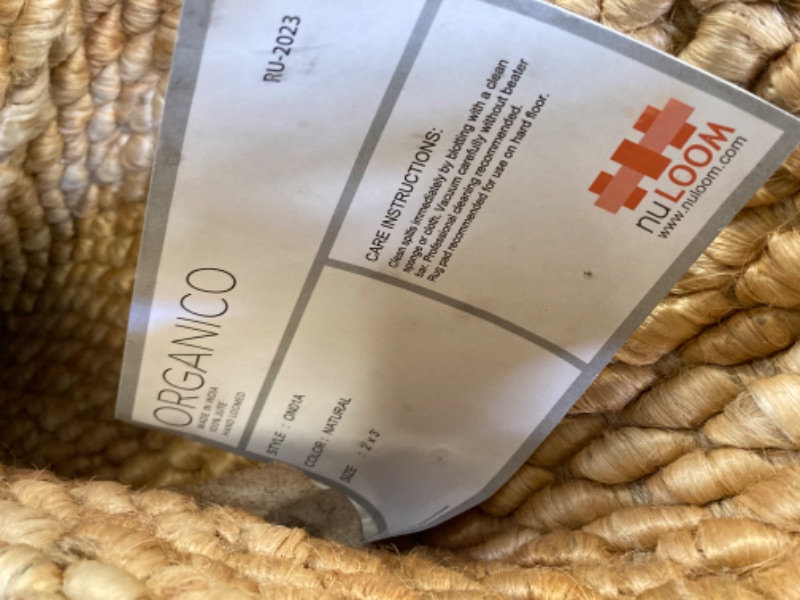 RU-2023
ORGANICO
MADE IN INDIA
100% JUTE
HAND LOOMED
CARE INSTRUCTIONS:
Clean spills immediately by blotting with a clean
sponge or cloth. Vacuum carefully without beater
bar. Professional cleaning recommended.
Rug pad recommended for use on hard floor.
nuLOOM
www.nuloom.com
STYLE : OM01A
COLOR : NATURAL
SIZE : 2' x 3'